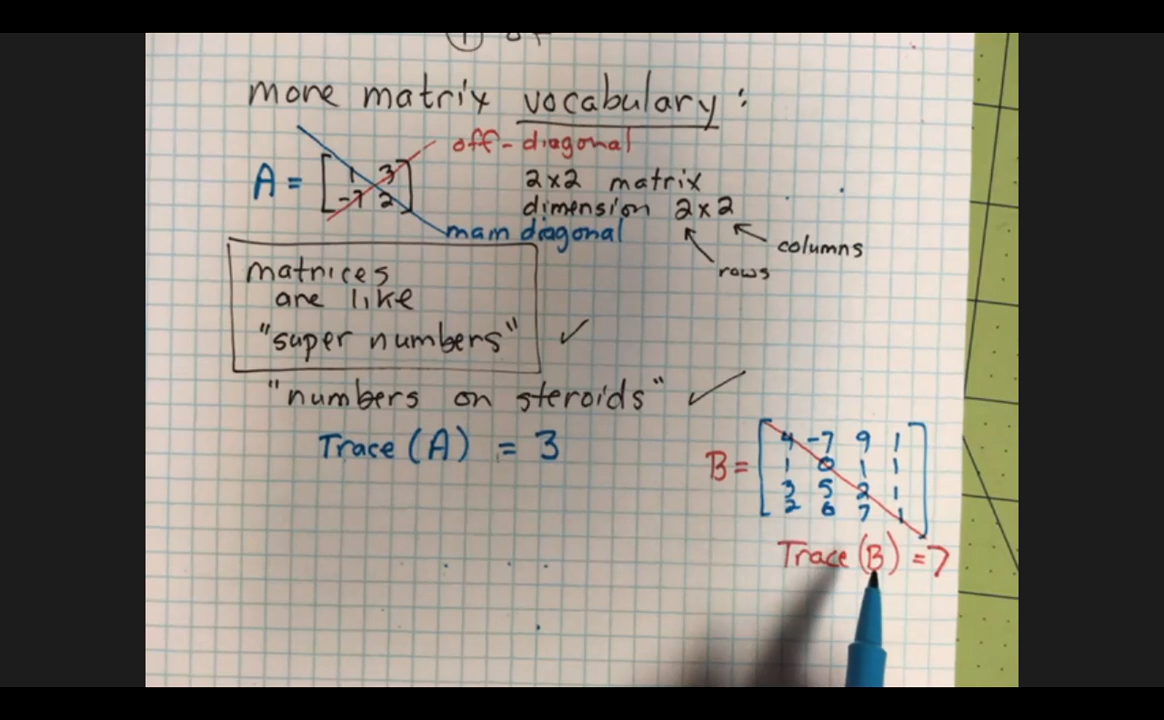 more matrix vocabulary:
off-diagonal
A = [ 1 3
-7 2 ]
2x2 matrix
dimension 2x2
main diagonal
columns
rows
matrices
are like
"super numbers" ✓
"numbers on steroids" ✓
Trace (A) = 3
B = [ 4 -7 9 1
1 0 1 1
3 5 2 1
2 6 7 1 ]
Trace (B) = 7